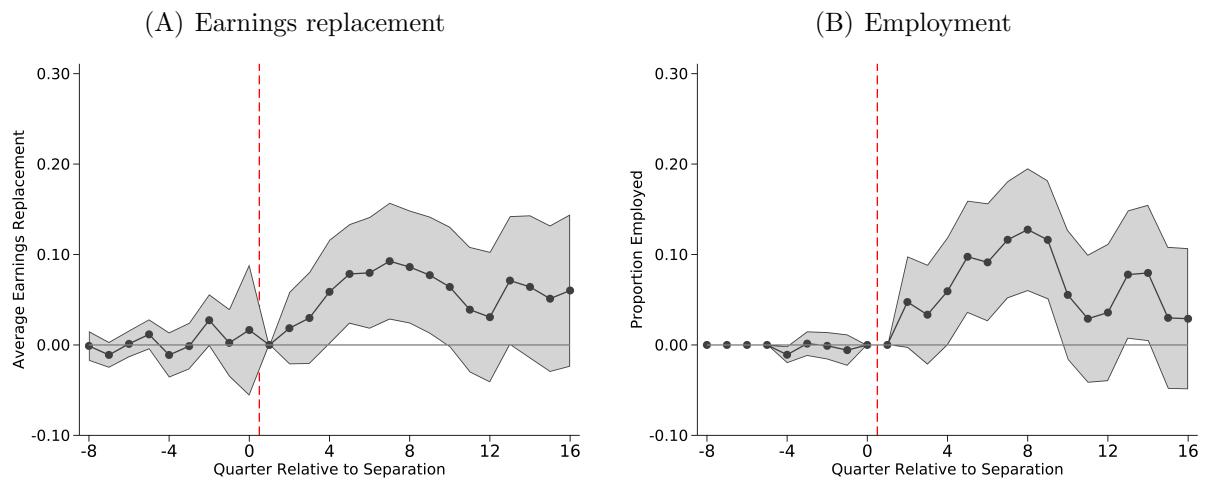 (A) Earnings replacement
(B) Employment
Average Earnings Replacement
0.30
0.20
0.10
0.00
-0.10
-8 -4 0 4 8 12 16
Quarter Relative to Separation
Proportion Employed
0.30
0.20
0.10
0.00
-0.10
-8 -4 0 4 8 12 16
Quarter Relative to Separation